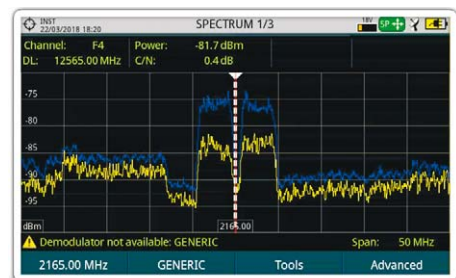 INST
22/03/2018 18:20
SPECTRUM 1/3
18V
SP
Channel: F4 Power: -81.7 dBm
DL: 12565.00 MHz C/N: 0.4 dB
-75
-80
-85
-90
-95
dBm
2165.00
Demodulator not available: GENERIC Span: 50 MHz
2165.00 MHz GENERIC Tools Advanced